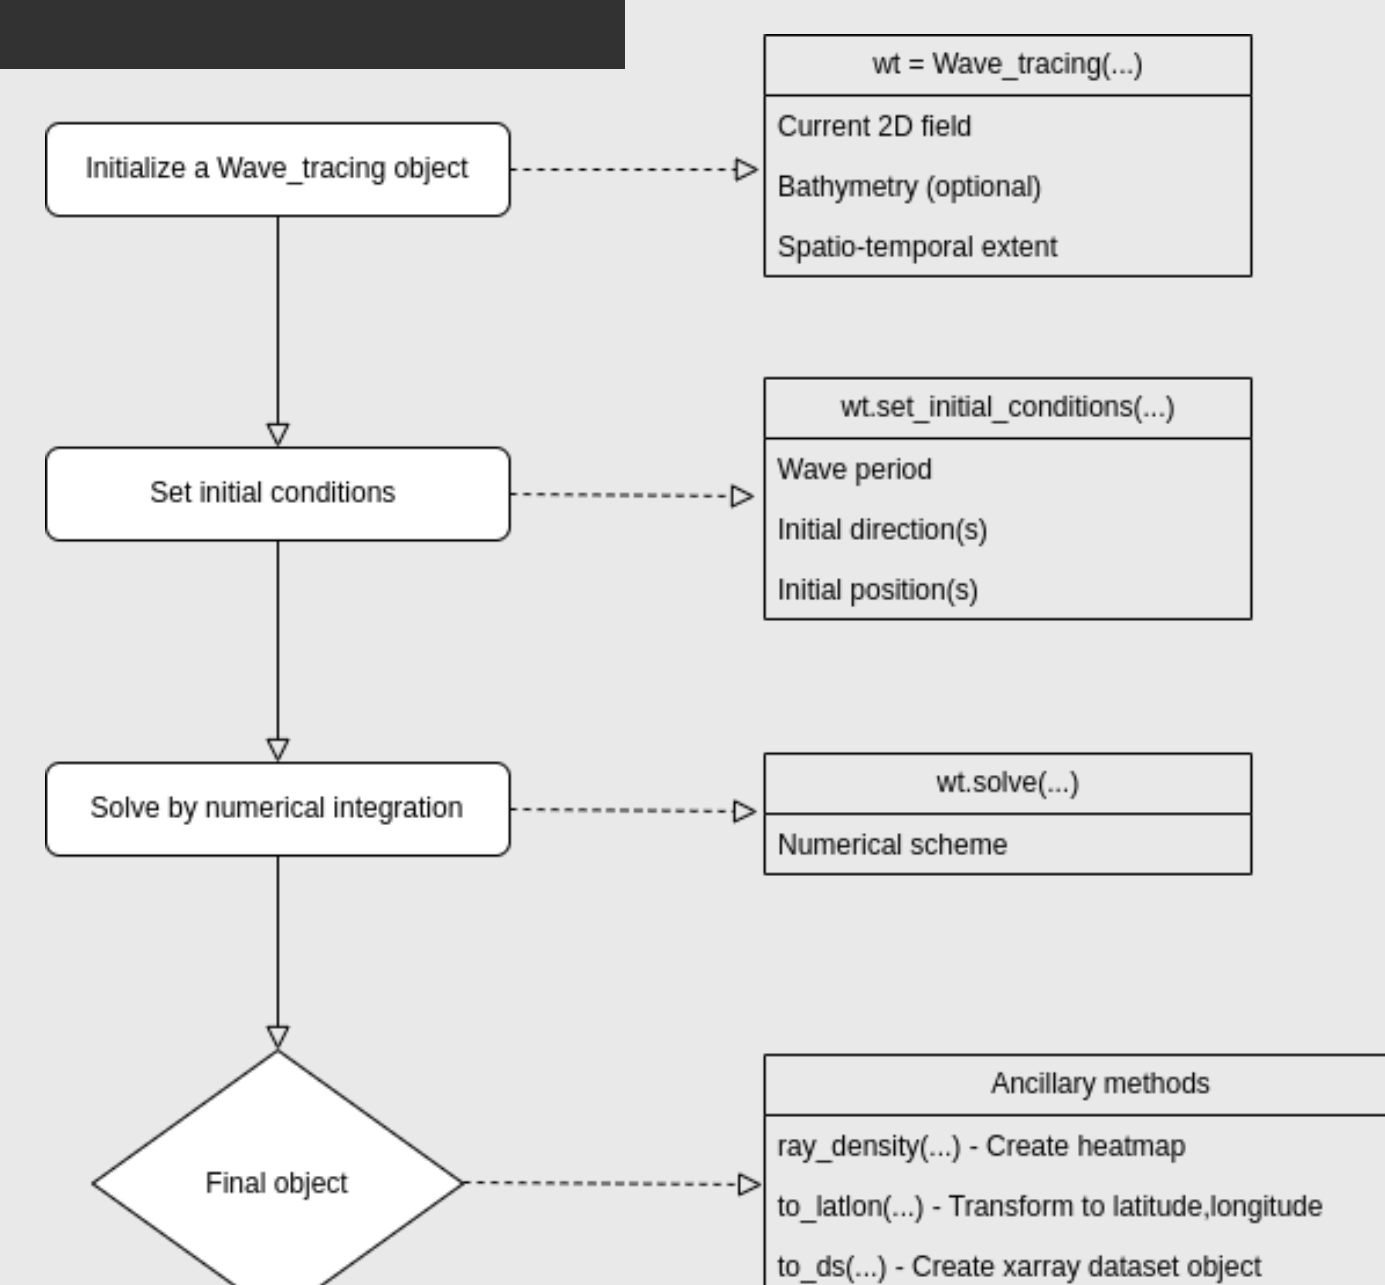 wt = Wave_tracing(...)
Initialize a Wave_tracing object
Current 2D field
Bathymetry (optional)
Spatio-temporal extent
wt.set_initial_conditions(...)
Set initial conditions
Wave period
Initial direction(s)
Initial position(s)
wt.solve(...)
Solve by numerical integration
Numerical scheme
Ancillary methods
Final object
ray_density(...) - Create heatmap
to_latlon(...) - Transform to latitude,longitude
to_ds(...) - Create xarray dataset object